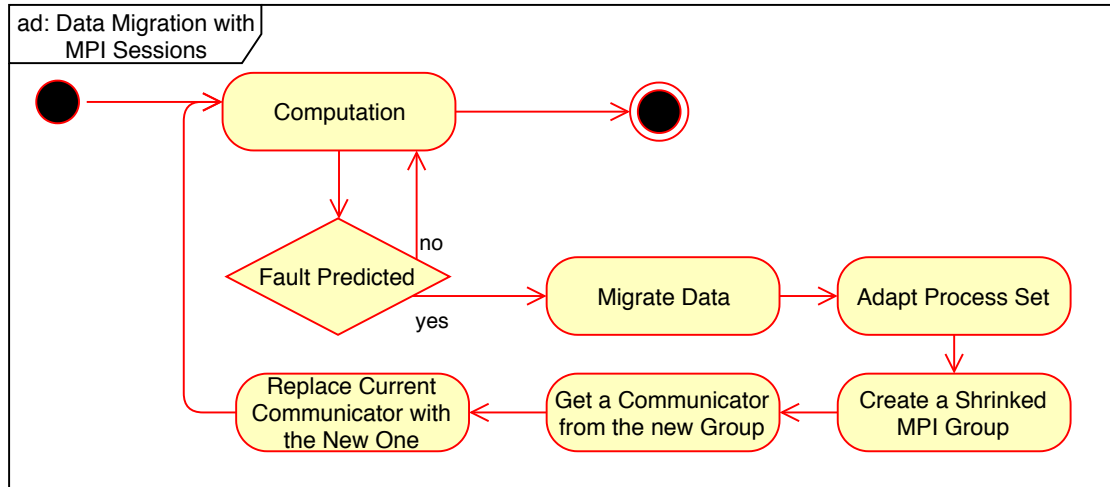 ad: Data Migration with
MPI Sessions
Computation
no
Fault Predicted
yes
Migrate Data
Adapt Process Set
Replace Current
Communicator with
the New One
Get a Communicator
from the new Group
Create a Shrinked
MPI Group